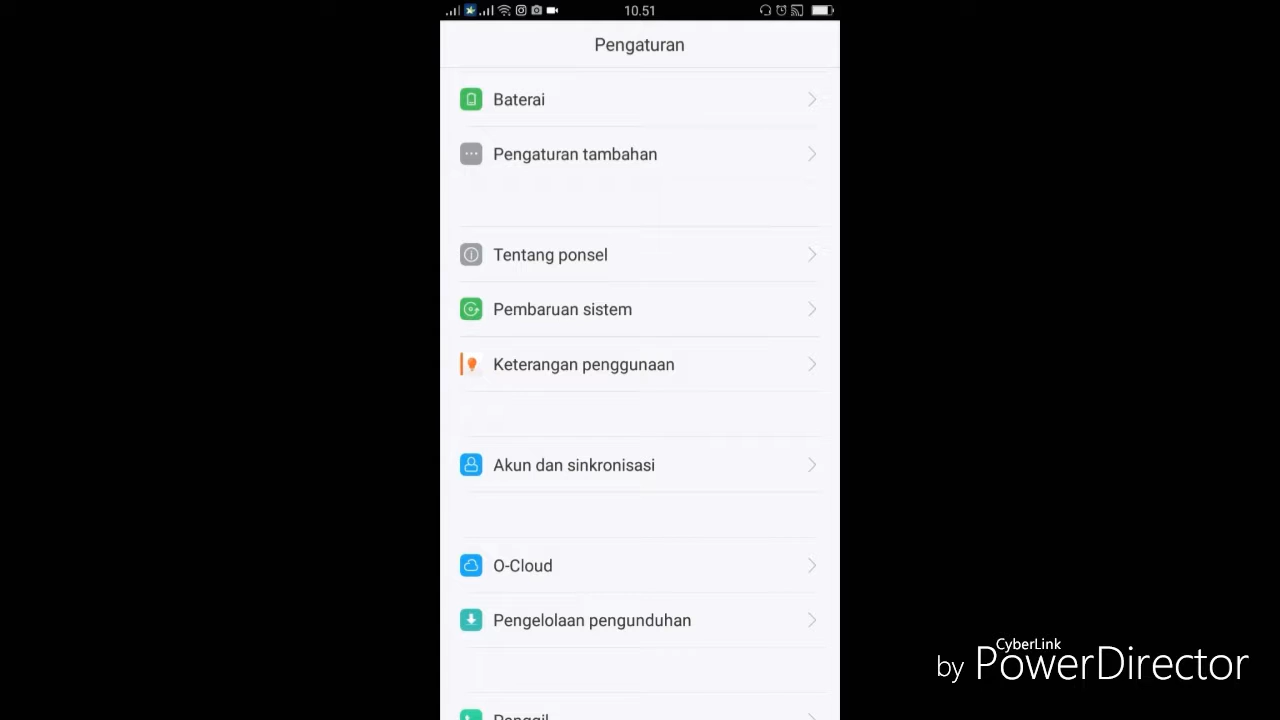 10.51
Pengaturan
Baterai
Pengaturan tambahan
Tentang ponsel
Pembaruan sistem
Keterangan penggunaan
Akun dan sinkronisasi
O-Cloud
Pengelolaan pengunduhan
Panggil
by CyberLink PowerDirector